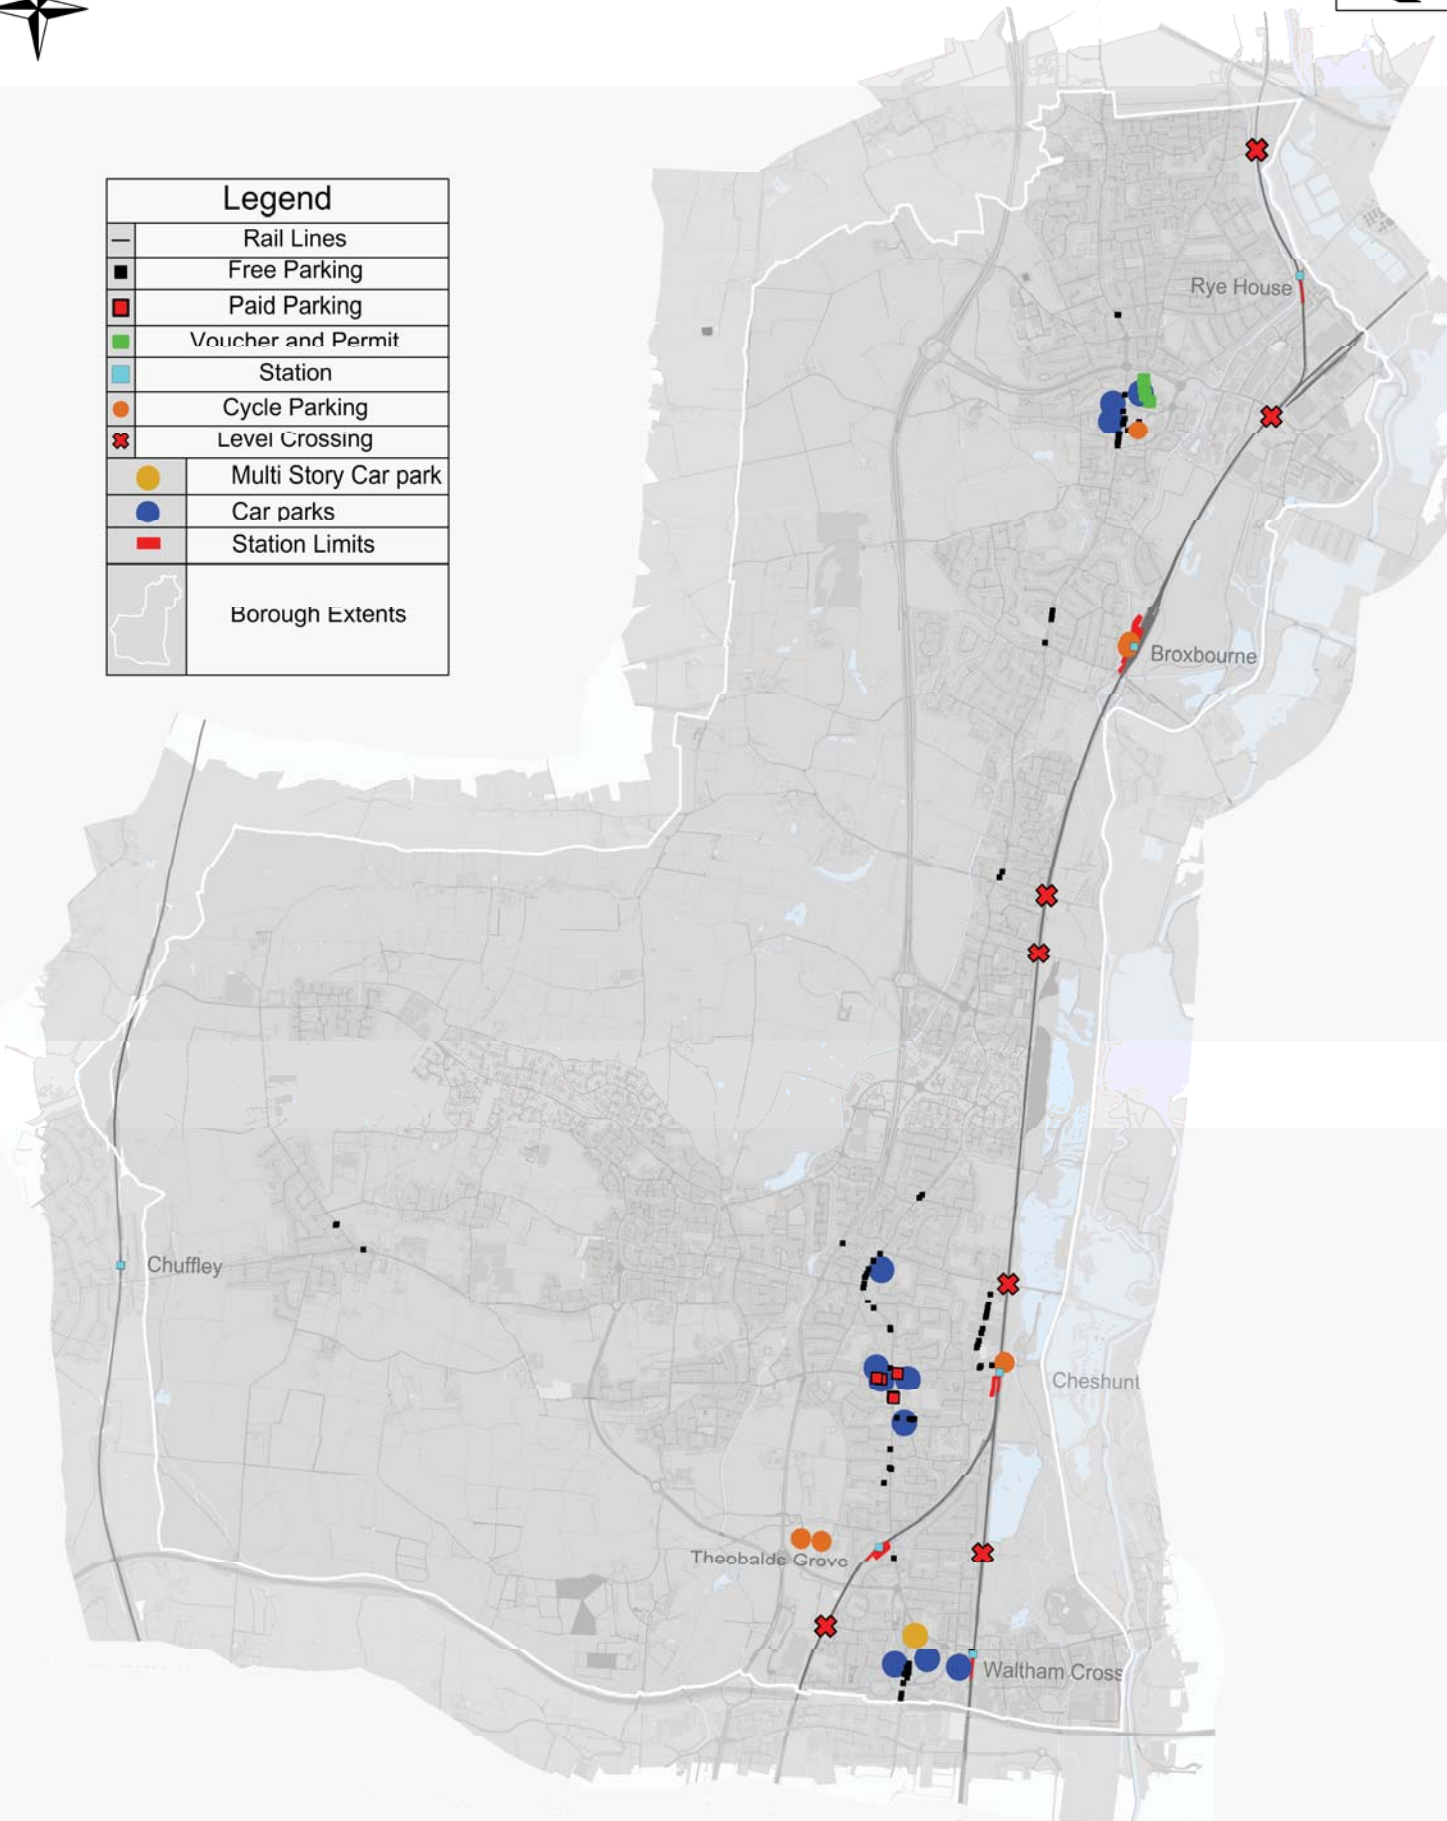 Legend
Rail Lines
Free Parking
Paid Parking
Voucher and Permit
Station
Cycle Parking
Level Crossing
Multi Story Car park
Car parks
Station Limits
Borough Extents
Rye House
Broxbourne
Chuffley
Cheshunt
Theobalds Grove
Waltham Cross